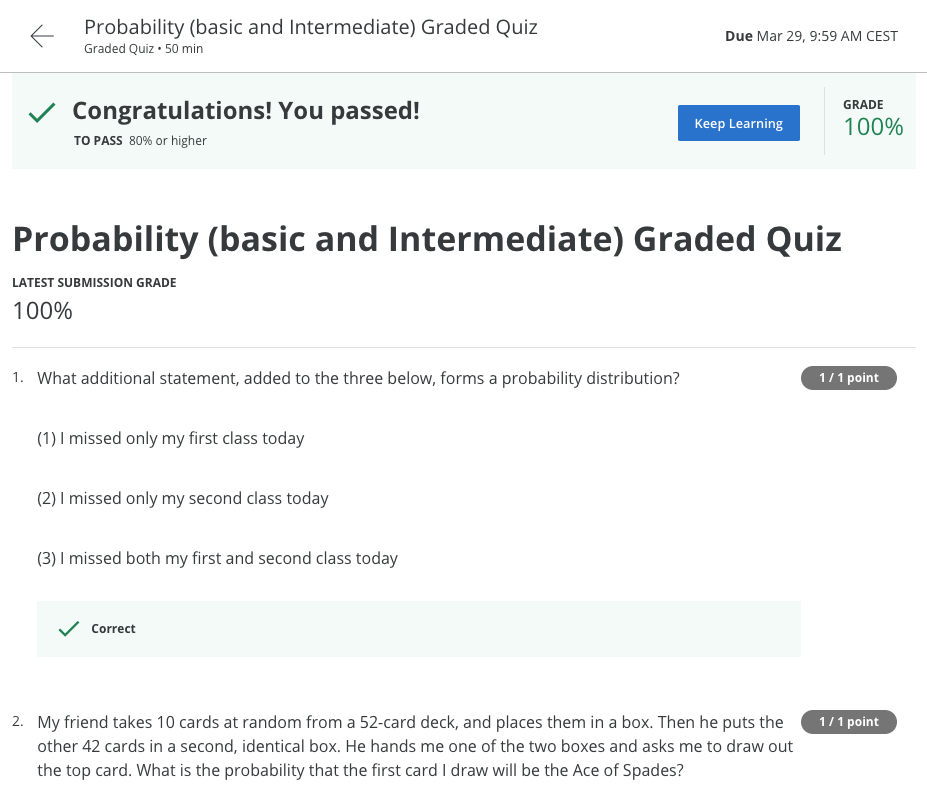 Probability (basic and Intermediate) Graded Quiz
Graded Quiz • 50 min
Due Mar 29, 9:59 AM CEST
Congratulations! You passed!
TO PASS 80% or higher
Keep Learning
GRADE
100%
Probability (basic and Intermediate) Graded Quiz
LATEST SUBMISSION GRADE
100%
1. What additional statement, added to the three below, forms a probability distribution?
1 / 1 point
(1) I missed only my first class today
(2) I missed only my second class today
(3) I missed both my first and second class today
Correct
2. My friend takes 10 cards at random from a 52-card deck, and places them in a box. Then he puts the
1 / 1 point
other 42 cards in a second, identical box. He hands me one of the two boxes and asks me to draw out
the top card. What is the probability that the first card I draw will be the Ace of Spades?